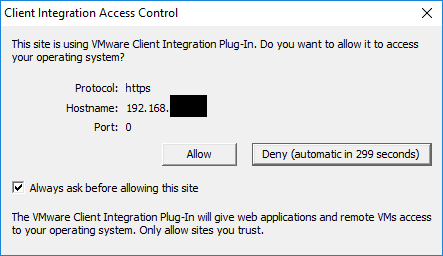 Client Integration Access Control
This site is using VMware Client Integration Plug-In. Do you want to allow it to access
your operating system?
Protocol: https
Hostname: 192.168.
Port: 0
Allow
Deny (automatic in 299 seconds)
Always ask before allowing this site
The VMware Client Integration Plug-In will give web applications and remote VMs access
to your operating system. Only allow sites you trust.